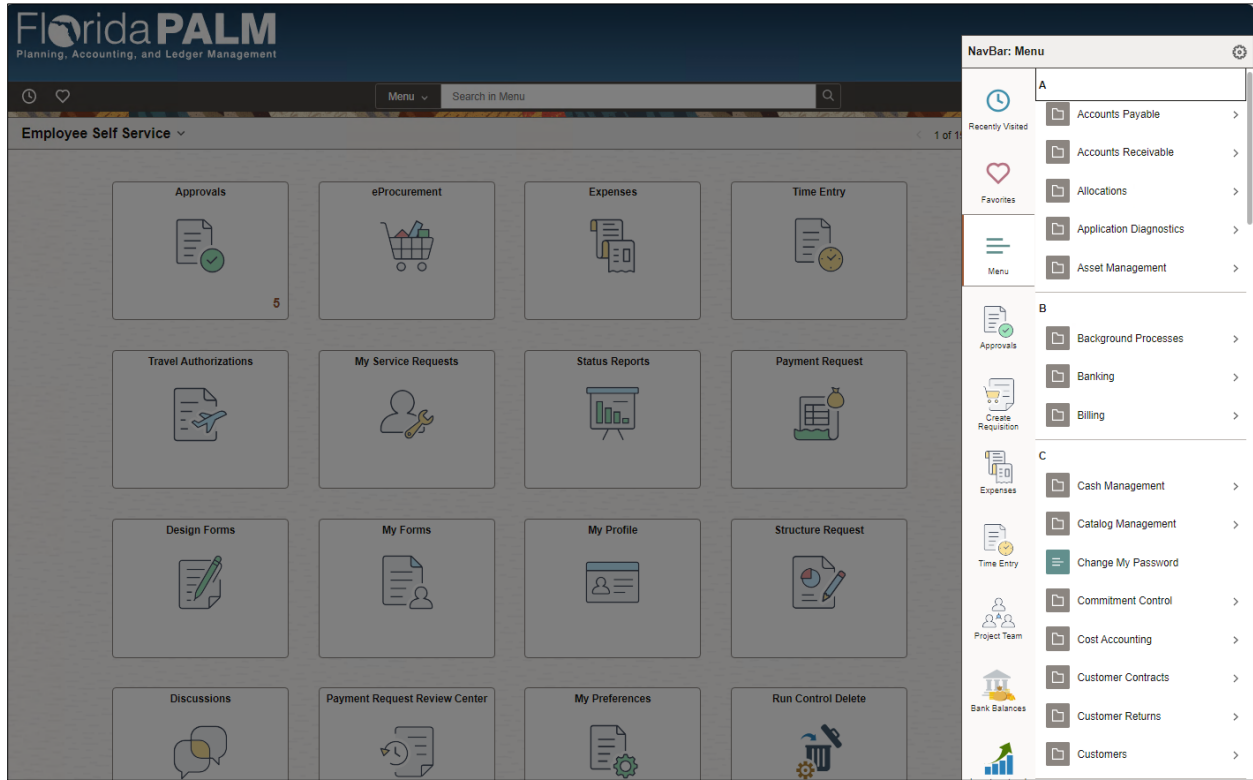 Florida PALM
Planning, Accounting, and Ledger Management
Menu
Search in Menu
Employee Self Service
1 of
Approvals
eProcurement
Expenses
Time Entry
5
Travel Authorizations
My Service Requests
Status Reports
Payment Request
Design Forms
My Forms
My Profile
Structure Request
Discussions
Payment Request Review Center
My Preferences
Run Control Delete
NavBar: Menu
Recently Visited
Favorites
Menu
Approvals
Create
Requisition
Expenses
Time Entry
Project Team
Bank Balances
A
Accounts Payable
Accounts Receivable
Allocations
Application Diagnostics
Asset Management
B
Background Processes
Banking
Billing
C
Cash Management
Catalog Management
Change My Password
Commitment Control
Cost Accounting
Customer Contracts
Customer Returns
Customers